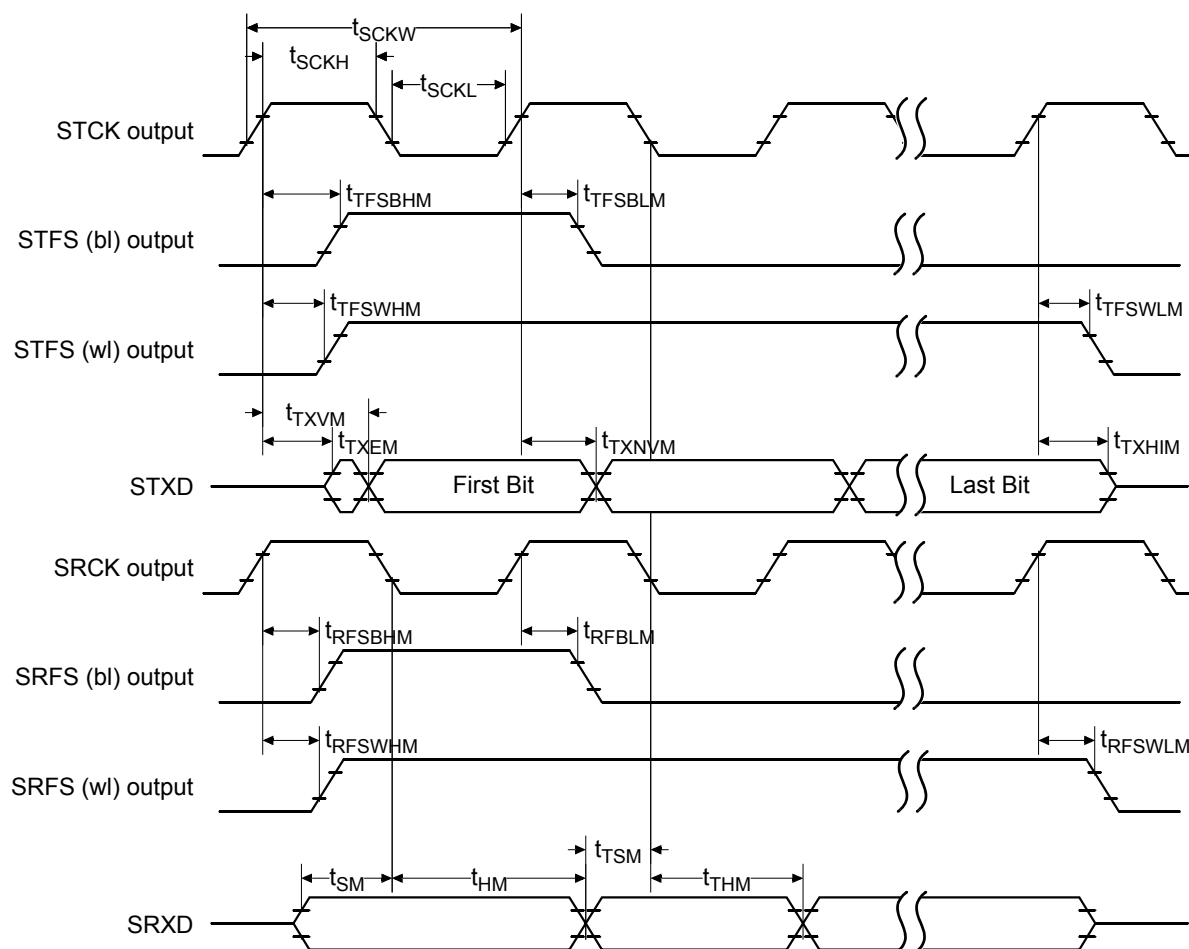 tSCKW
tSCKH
tSCKL
STCK output
tTFSBHM
tTFSBLM
STFS (bl) output
tTFSWHM
tTFSWLM
STFS (wl) output
tTXVM
tTXEM
tTXNVM
tTXHIM
STXD
First Bit
Last Bit
SRCK output
tRFSBHM
tRFBLM
SRFS (bl) output
tRFSWHM
tRFSWLM
SRFS (wl) output
tTSM
tSM
tHM
tTHM
SRXD